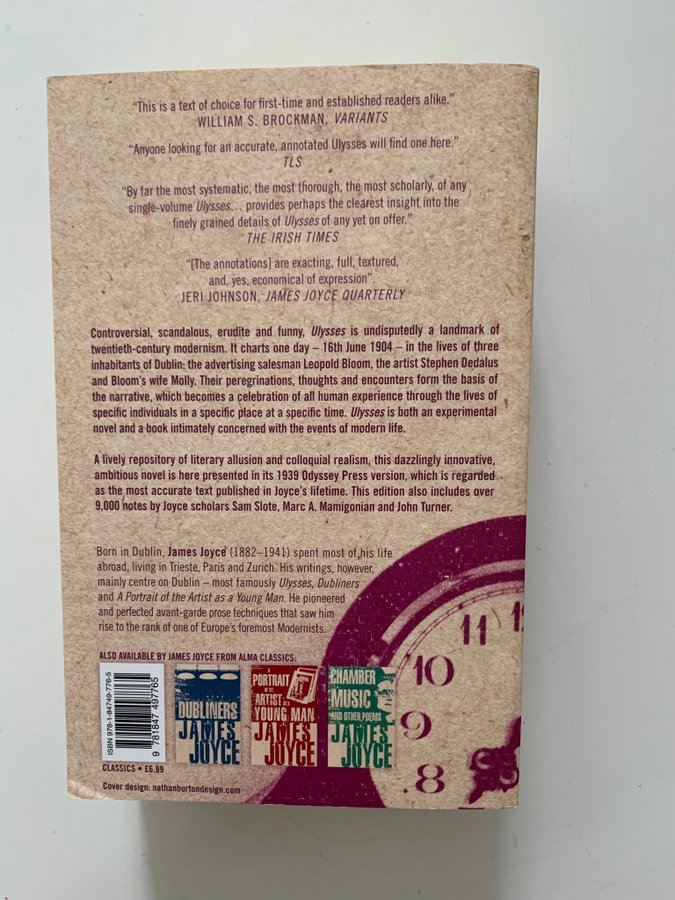 “This is a text of choice for first-time and established readers alike.”
WILLIAM S. BROCKMAN, VARIANTS
“Anyone looking for an accurate, annotated Ulysses will find one here.”
TLS
“By far the most systematic, the most thorough, the most scholarly, of any
single-volume Ulysses… provides perhaps the clearest insight into the
finely grained details of Ulysses of any yet on offer.”
THE IRISH TIMES
“[The annotations] are exacting, full, textured,
and, yes, economical of expression”.
JERI JOHNSON, JAMES JOYCE QUARTERLY
Controversial, scandalous, erudite and funny, Ulysses is undisputedly a landmark of
twentieth-century modernism. It charts one day – 16th June 1904 – in the lives of three
inhabitants of Dublin: the advertising salesman Leopold Bloom, the artist Stephen Dedalus
and Bloom’s wife Molly. Their peregrinations, thoughts and encounters form the basis of
the narrative, which becomes a celebration of all human experience through the lives of
specific individuals in a specific place at a specific time. Ulysses is both an experimental
novel and a book intimately concerned with the events of modern life.
A lively repository of literary allusion and colloquial realism, this dazzlingly innovative,
ambitious novel is here presented in its 1939 Odyssey Press version, which is regarded
as the most accurate text published in Joyce’s lifetime. This edition also includes over
9,000 notes by Joyce scholars Sam Slote, Marc A. Mamigonian and John Turner.
Born in Dublin, James Joyce (1882–1941) spent most of his life
abroad, living in Trieste, Paris and Zurich. His writings, however,
mainly centre on Dublin – most famously Ulysses, Dubliners
and A Portrait of the Artist as a Young Man. He pioneered
and perfected avant-garde prose techniques that saw him
rise to the rank of one of Europe’s foremost Modernists.
ALSO AVAILABLE BY JAMES JOYCE FROM ALMA CLASSICS:
ISBN 978-1-84749-776-5
9 781847 497765
DUBLINERS
JAMES
JOYCE
A
PORTRAIT
OF THE
ARTIST AS A
YOUNG MAN
JAMES
JOYCE
CHAMBER
MUSIC
AND OTHER POEMS
JAMES
JOYCE
CLASSICS • £6.99
Cover design: nathanburtondesign.com
11
10
9
8